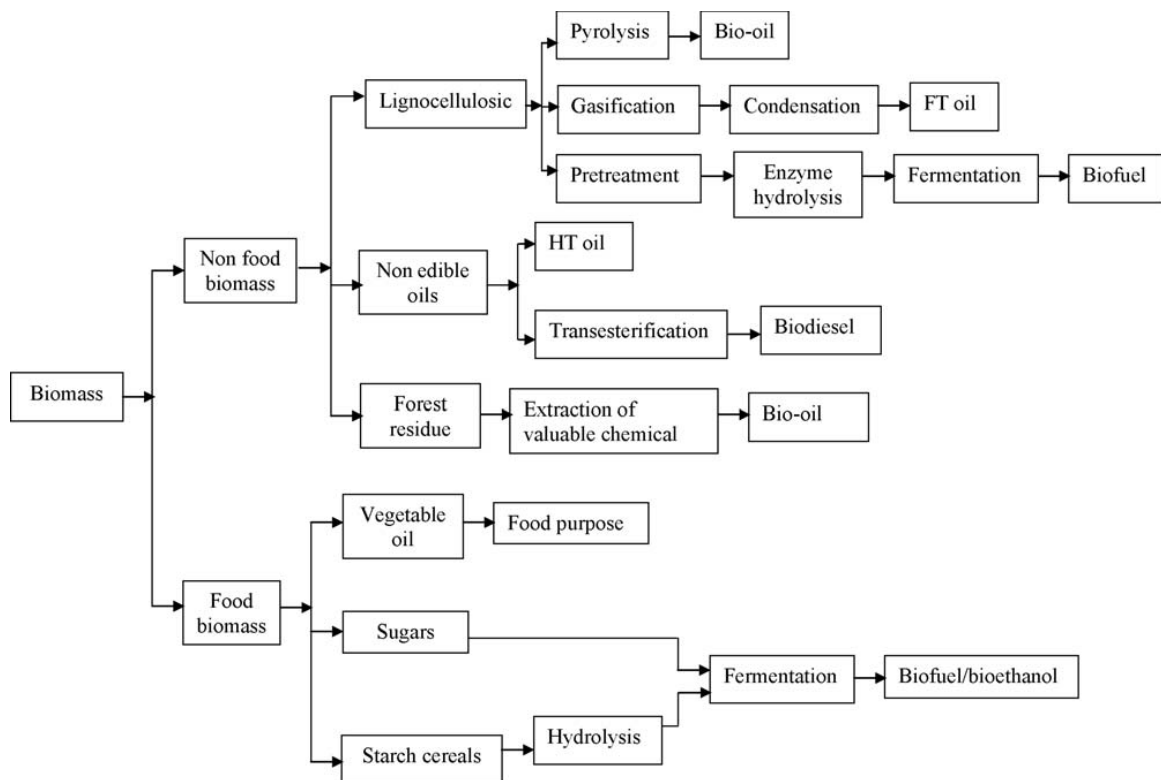 Pyrolysis
Bio-oil
Lignocellulosic
Gasification
Condensation
FT oil
Pretreatment
Enzyme
hydrolysis
Fermentation
Biofuel
HT oil
Non food
biomass
Non edible
oils
Transesterification
Biodiesel
Biomass
Forest
residue
Extraction of
valuable chemical
Bio-oil
Vegetable
oil
Food purpose
Food
biomass
Sugars
Fermentation
Biofuel/bioethanol
Hydrolysis
Starch cereals